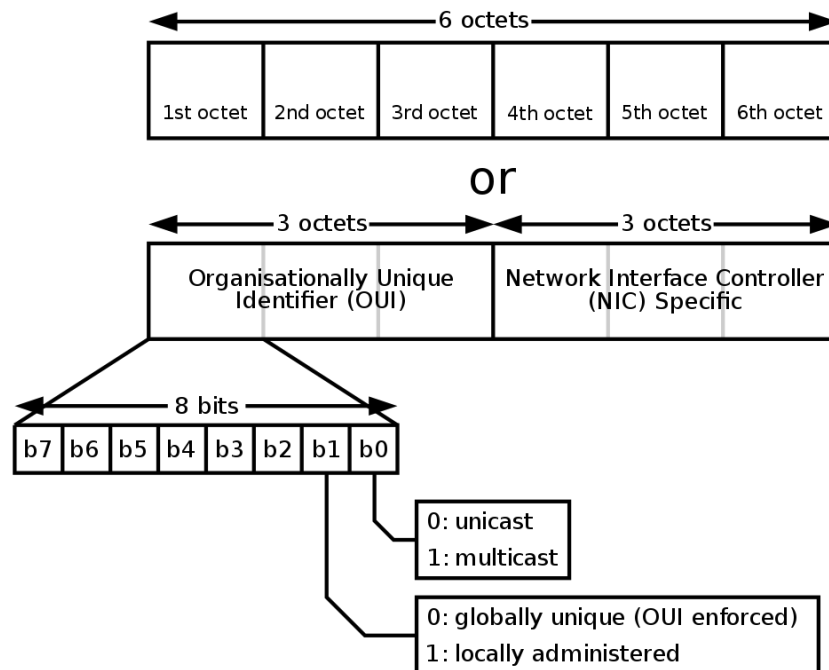 6 octets
1st octet 2nd octet 3rd octet 4th octet 5th octet 6th octet
or
3 octets 3 octets
Organisationally Unique
Identifier (OUI)
Network Interface Controller
(NIC) Specific
8 bits
b7 b6 b5 b4 b3 b2 b1 b0
0: unicast
1: multicast
0: globally unique (OUI enforced)
1: locally administered